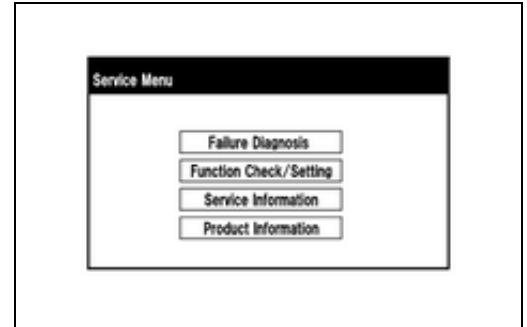 Service Menu
Failure Diagnosis
Function Check/Setting
Service Information
Product Information